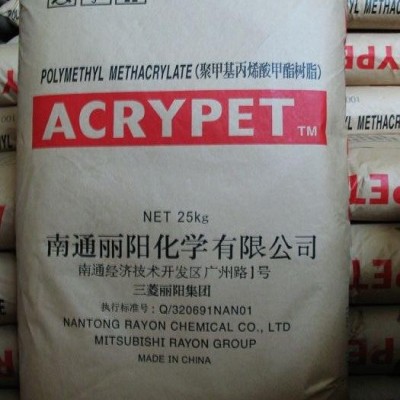 POLYMETHYL METHACRYLATE (聚甲基丙烯酸甲酯树脂)
ACRYPET TM
NET 25kg
南通丽阳化学有限公司
南通经济技术开发区广州路1号
三菱丽阳集团
执行标准号: Q/320691NAN01
NANTONG RAYON CHEMICAL CO., LTD
MITSUBISHI RAYON GROUP
MADE IN CHINA